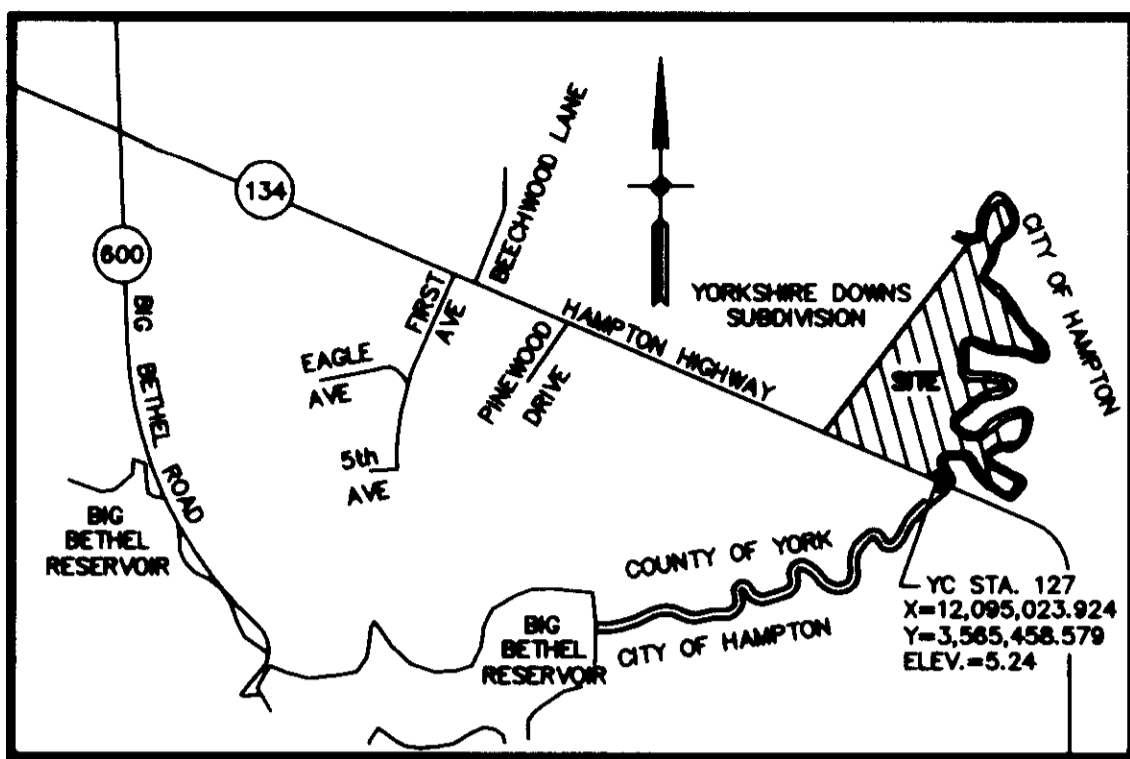 134
600
BIG BETHEL ROAD
BEECHWOOD LANE
FIRST
AVE
EAGLE
AVE
5th
AVE
PINEWOOD
DRIVE
HAMPTON HIGHWAY
YORKSHIRE DOWNS
SUBDIVISION
SITE
CITY OF HAMPTON
BIG
BETHEL
RESERVOIR
COUNTY OF YORK
CITY OF HAMPTON
BIG
BETHEL
RESERVOIR
YC STA. 127
X=12,095,023.924
Y=3,565,458.579
ELEV.=5.24